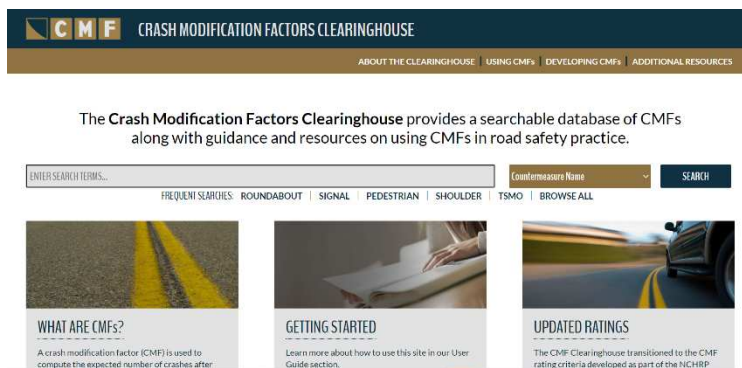 CMF CRASH MODIFICATION FACTORS CLEARINGHOUSE
ABOUT THE CLEARINGHOUSE | USING CMFs | DEVELOPING CMFs | ADDITIONAL RESOURCES
The Crash Modification Factors Clearinghouse provides a searchable database of CMFs
along with guidance and resources on using CMFs in road safety practice.
ENTER SEARCH TERMS... Countermeasure Name SEARCH
FREQUENT SEARCHES: ROUNDABOUT | SIGNAL | PEDESTRIAN | SHOULDER | TSMO | BROWSE ALL
WHAT ARE CMFs?
A crash modification factor (CMF) is used to
compute the expected number of crashes after
GETTING STARTED
Learn more about how to use this site in our User
Guide section.
UPDATED RATINGS
The CMF Clearinghouse transitioned to the CMF
rating criteria developed as part of the NCHRP